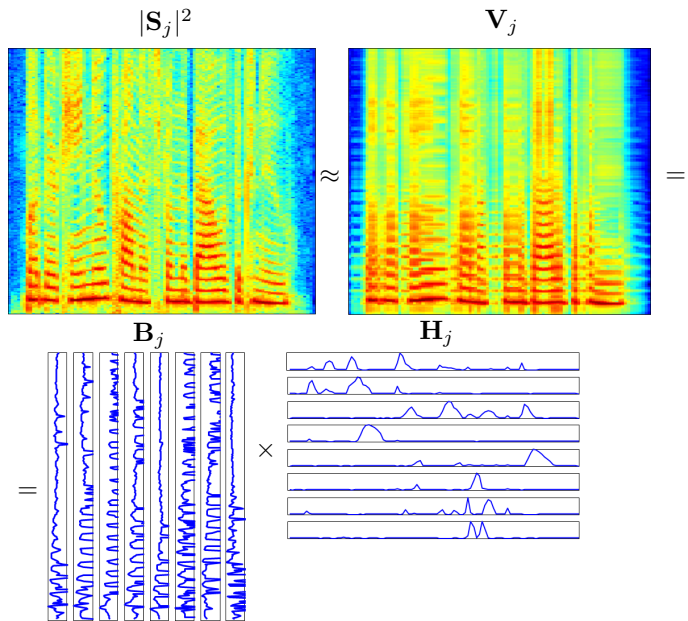 |S_j|^2 V_j
≈ =
B_j H_j
= ×